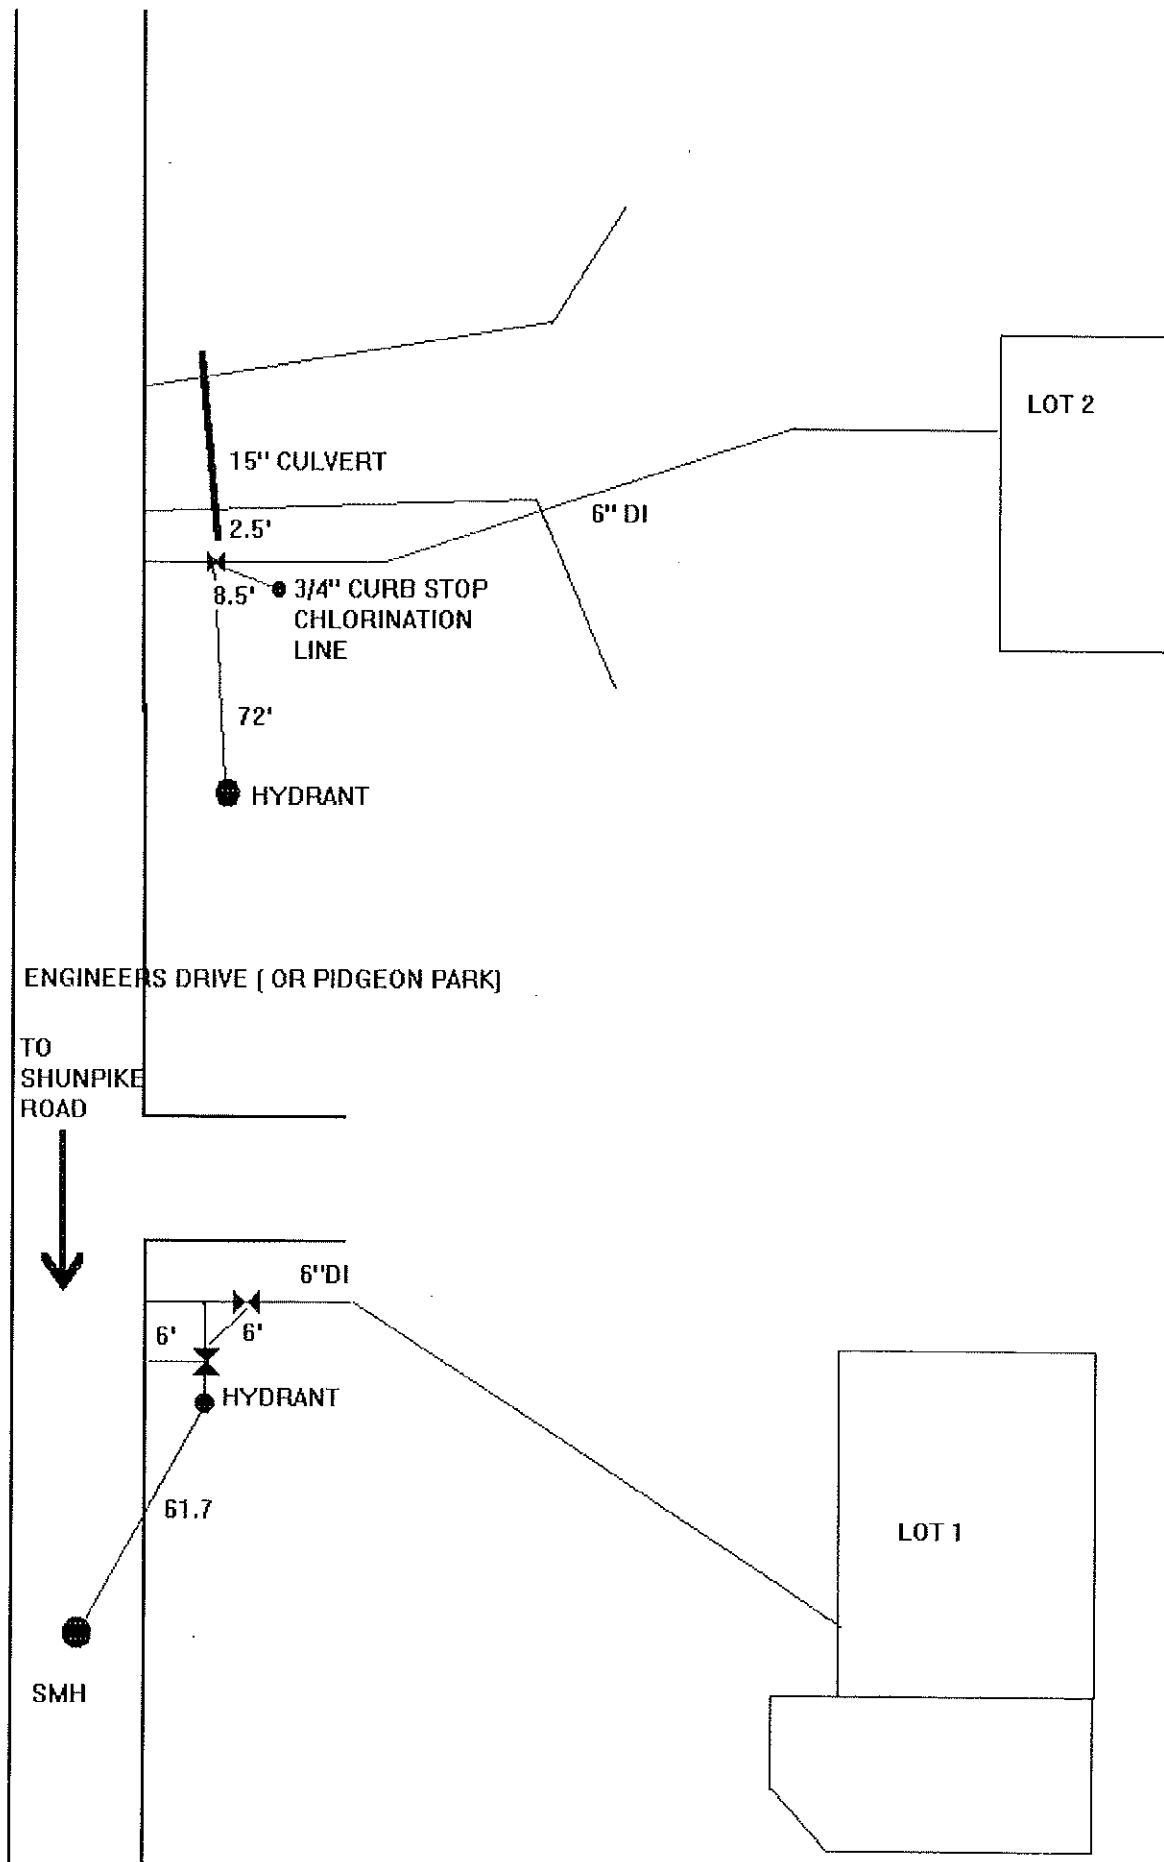 LOT 2
15" CULVERT
6" DI
2.5'
8.5'
3/4" CURB STOP
CHLORINATION
LINE
72'
HYDRANT
ENGINEERS DRIVE ( OR PIDGEON PARK)
TO
SHUNPIKE
ROAD
6"DI
6'
6'
HYDRANT
61.7
LOT 1
SMH